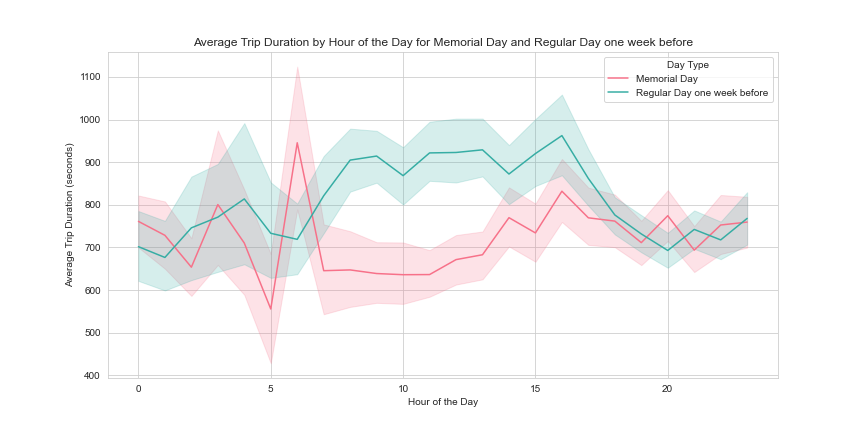 Average Trip Duration by Hour of the Day for Memorial Day and Regular Day one week before
Day Type
Memorial Day
Regular Day one week before
Average Trip Duration (seconds)
1100
1000
900
800
700
600
500
400
0 5 10 15 20
Hour of the Day